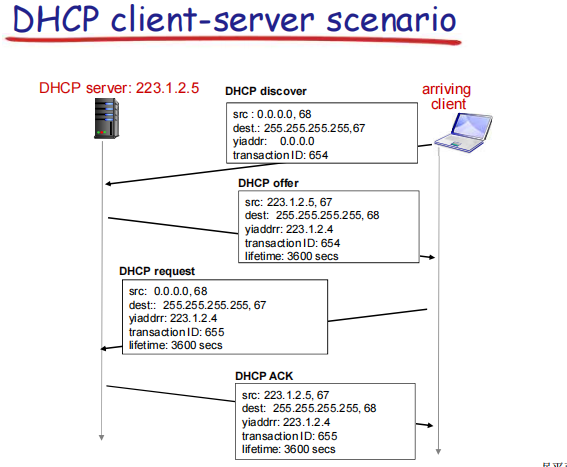 DHCP client-server scenario
DHCP server: 223.1.2.5
arriving
client
DHCP discover
src : 0.0.0.0, 68
dest.: 255.255.255.255,67
yiaddr: 0.0.0.0
transaction ID: 654
DHCP offer
src: 223.1.2.5, 67
dest: 255.255.255.255, 68
yiaddrr: 223.1.2.4
transaction ID: 654
lifetime: 3600 secs
DHCP request
src: 0.0.0.0, 68
dest:: 255.255.255.255, 67
yiaddrr: 223.1.2.4
transaction ID: 655
lifetime: 3600 secs
DHCP ACK
src: 223.1.2.5, 67
dest: 255.255.255.255, 68
yiaddrr: 223.1.2.4
transaction ID: 655
lifetime: 3600 secs